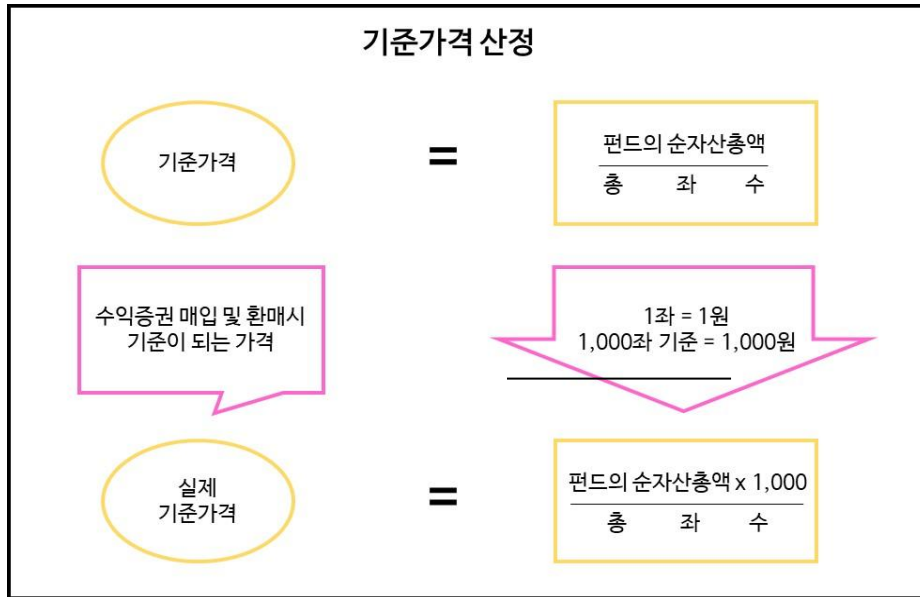 기준가격 산정
기준가격
=
펀드의 순자산총액
총 좌 수
수익증권 매입 및 환매시
기준이 되는 가격
1좌 = 1원
1,000좌 기준 = 1,000원
실제
기준가격
=
펀드의 순자산총액 x 1,000
총 좌 수